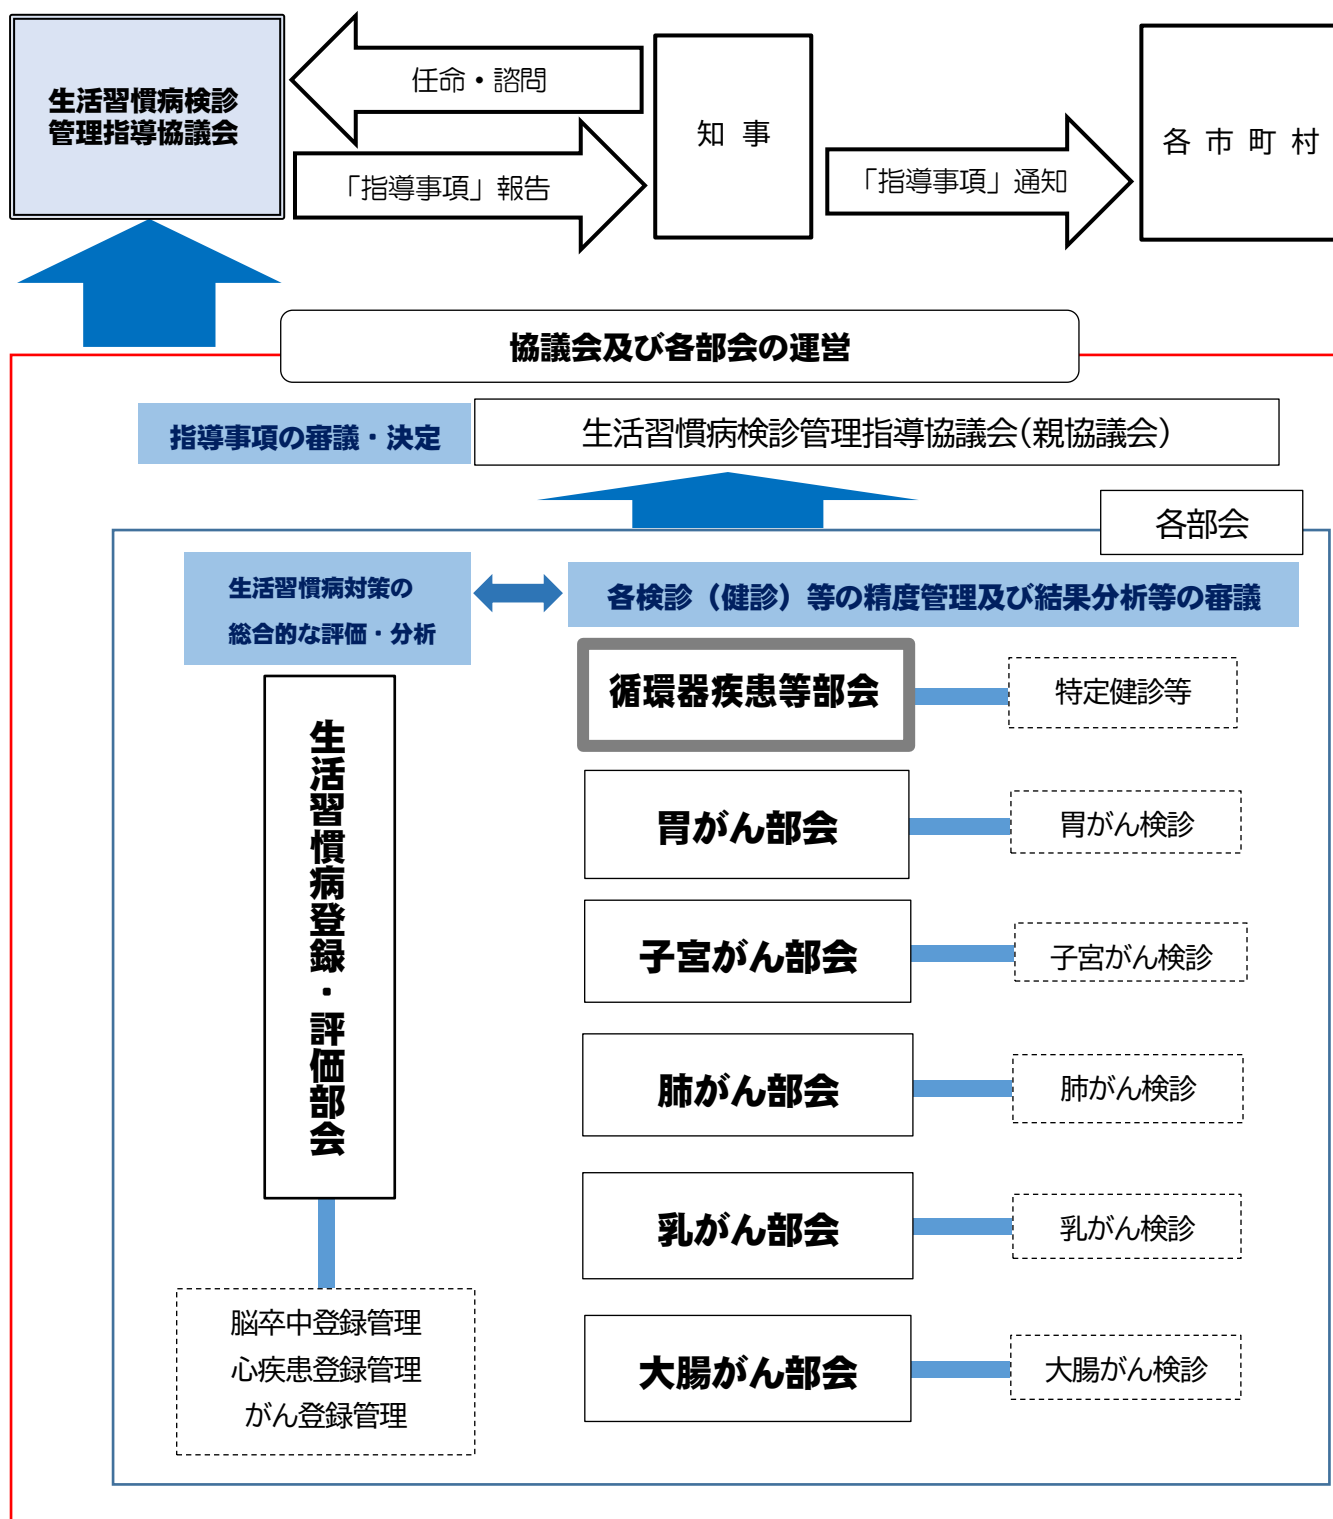 生活習慣病検診
管理指導協議会
任命・諮問
「指導事項」報告
知事
「指導事項」通知
各市町村
協議会及び各部会の運営
指導事項の審議・決定
生活習慣病検診管理指導協議会(親協議会)
各部会
生活習慣病対策の
総合的な評価・分析
各検診（健診）等の精度管理及び結果分析等の審議
生活習慣病登録・評価部会
脳卒中登録管理
心疾患登録管理
がん登録管理
循環器疾患等部会
特定健診等
胃がん部会
胃がん検診
子宮がん部会
子宮がん検診
肺がん部会
肺がん検診
乳がん部会
乳がん検診
大腸がん部会
大腸がん検診